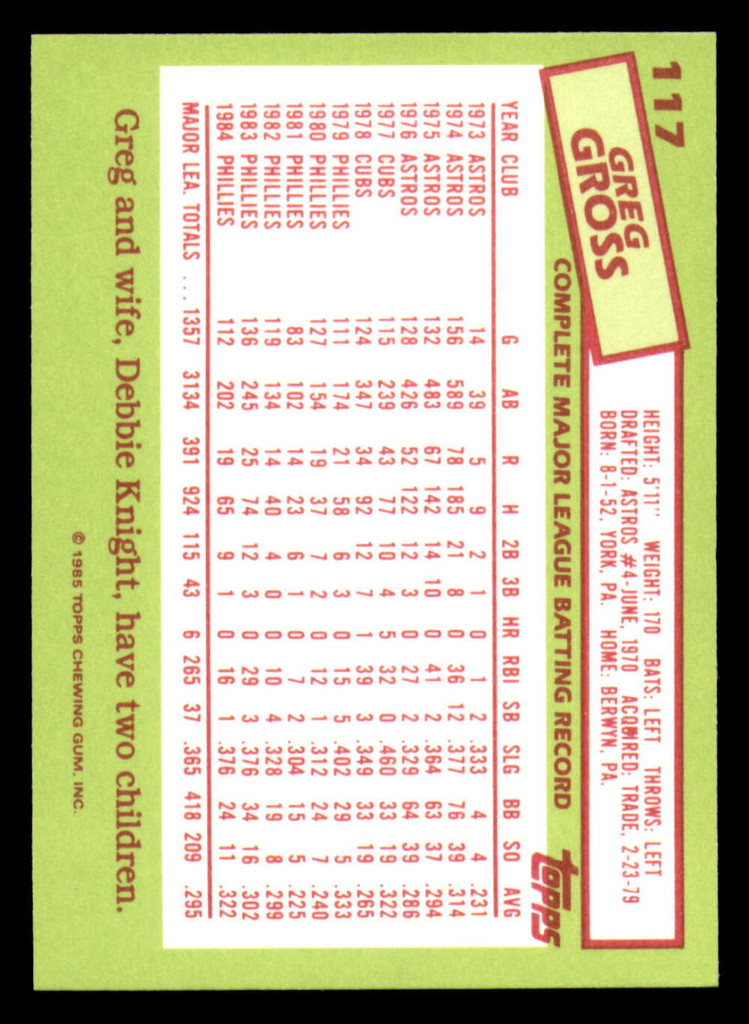 117
GREG
GROSS
HEIGHT: 5'11" WEIGHT: 170 BATS: LEFT THROWS: LEFT
DRAFTED: ASTROS #4-JUNE, 1970 ACQUIRED: TRADE, 2-23-79
BORN: 8-1-52, YORK, PA. HOME: BERWYN, PA.
COMPLETE MAJOR LEAGUE BATTING RECORD
topps
YEAR CLUB G AB R H 2B 3B HR RBI SB SLG BB SO AVG
1973 ASTROS 14 39 5 9 2 1 0 1 2 .333 4 4 .231
1974 ASTROS 156 589 78 185 21 8 0 36 12 .377 76 39 .314
1975 ASTROS 132 483 67 142 14 10 0 41 2 .364 63 37 .294
1976 ASTROS 128 426 52 122 12 3 0 27 2 .329 64 39 .286
1977 CUBS 115 239 43 77 10 4 5 32 0 .460 33 19 .322
1978 CUBS 124 347 34 92 12 7 1 39 3 .349 33 19 .265
1979 PHILLIES 111 174 21 58 6 3 0 15 5 .402 29 5 .333
1980 PHILLIES 127 154 19 37 7 2 0 12 1 .312 24 7 .240
1981 PHILLIES 83 102 14 23 6 1 0 7 2 .304 15 5 .225
1982 PHILLIES 119 134 14 40 4 0 0 10 4 .328 19 8 .299
1983 PHILLIES 136 245 25 74 12 3 0 29 3 .376 34 16 .302
1984 PHILLIES 112 202 19 65 9 1 0 16 1 .376 24 11 .322
MAJOR LEA. TOTALS .... 1357 3134 391 924 115 43 6 265 37 .365 418 209 .295
Greg and wife, Debbie Knight, have two children.
© 1985 TOPPS CHEWING GUM, INC.